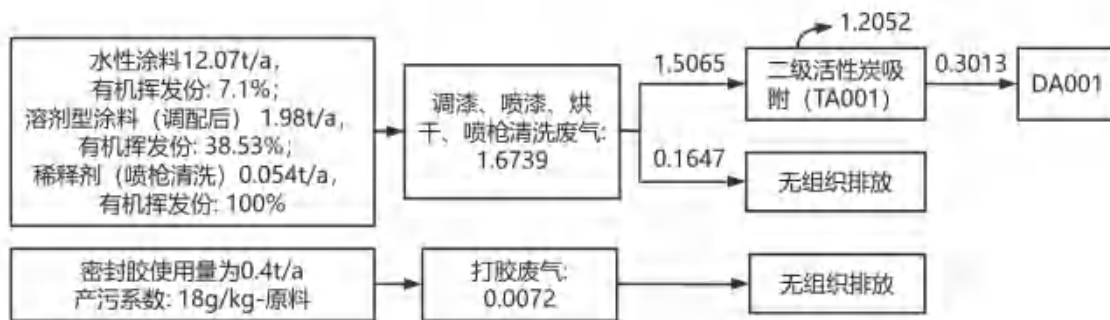 水性涂料12.07t/a，
有机挥发份: 7.1%；
溶剂型涂料（调配后）1.98t/a，
有机挥发份: 38.53%；
稀释剂（喷枪清洗）0.054t/a，
有机挥发份: 100%
调漆、喷漆、烘
干、喷枪清洗废气:
1.6739
1.5065
0.1647
1.2052
二级活性炭吸
附（TA001）
0.3013
DA001
无组织排放
密封胶使用量为0.4t/a
产污系数: 18g/kg-原料
打胶废气:
0.0072
无组织排放